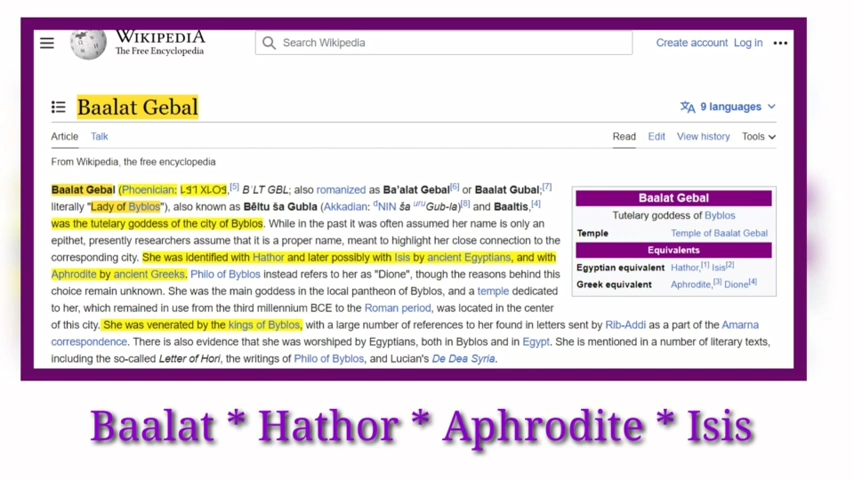 WIKIPEDIA
The Free Encyclopedia
Search Wikipedia
Create account Log in
Baalat Gebal
9 languages
Article Talk
Read Edit View history Tools
From Wikipedia, the free encyclopedia
Baalat Gebal (Phoenician: 𐤁𐤏𐤋𐤕 𐤂𐤁𐤋,[5] BʿLT GBL; also romanized as Ba'alat Gebal[6] or Baalat Gubal;[7]
literally "Lady of Byblos"), also known as Bēltu ša Gubla (Akkadian: ᵈNIN ša ᵘʳᵘGub-la)[8] and Baaltis,[4]
was the tutelary goddess of the city of Byblos. While in the past it was often assumed her name is only an
epithet, presently researchers assume that it is a proper name, meant to highlight her close connection to the
corresponding city. She was identified with Hathor and later possibly with Isis by ancient Egyptians, and with
Aphrodite by ancient Greeks, Philo of Byblos instead refers to her as "Dione", though the reasons behind this
choice remain unknown. She was the main goddess in the local pantheon of Byblos, and a temple dedicated
to her, which remained in use from the third millennium BCE to the Roman period, was located in the center
of this city. She was venerated by the kings of Byblos, with a large number of references to her found in letters sent by Rib-Addi as a part of the Amarna
correspondence. There is also evidence that she was worshiped by Egyptians, both in Byblos and in Egypt. She is mentioned in a number of literary texts,
including the so-called Letter of Hori, the writings of Philo of Byblos, and Lucian's De Dea Syria.
Baalat Gebal
Tutelary goddess of Byblos
Temple Temple of Baalat Gebal
Equivalents
Egyptian equivalent Hathor,[1] Isis[2]
Greek equivalent Aphrodite,[3] Dione[4]
Baalat * Hathor * Aphrodite * Isis